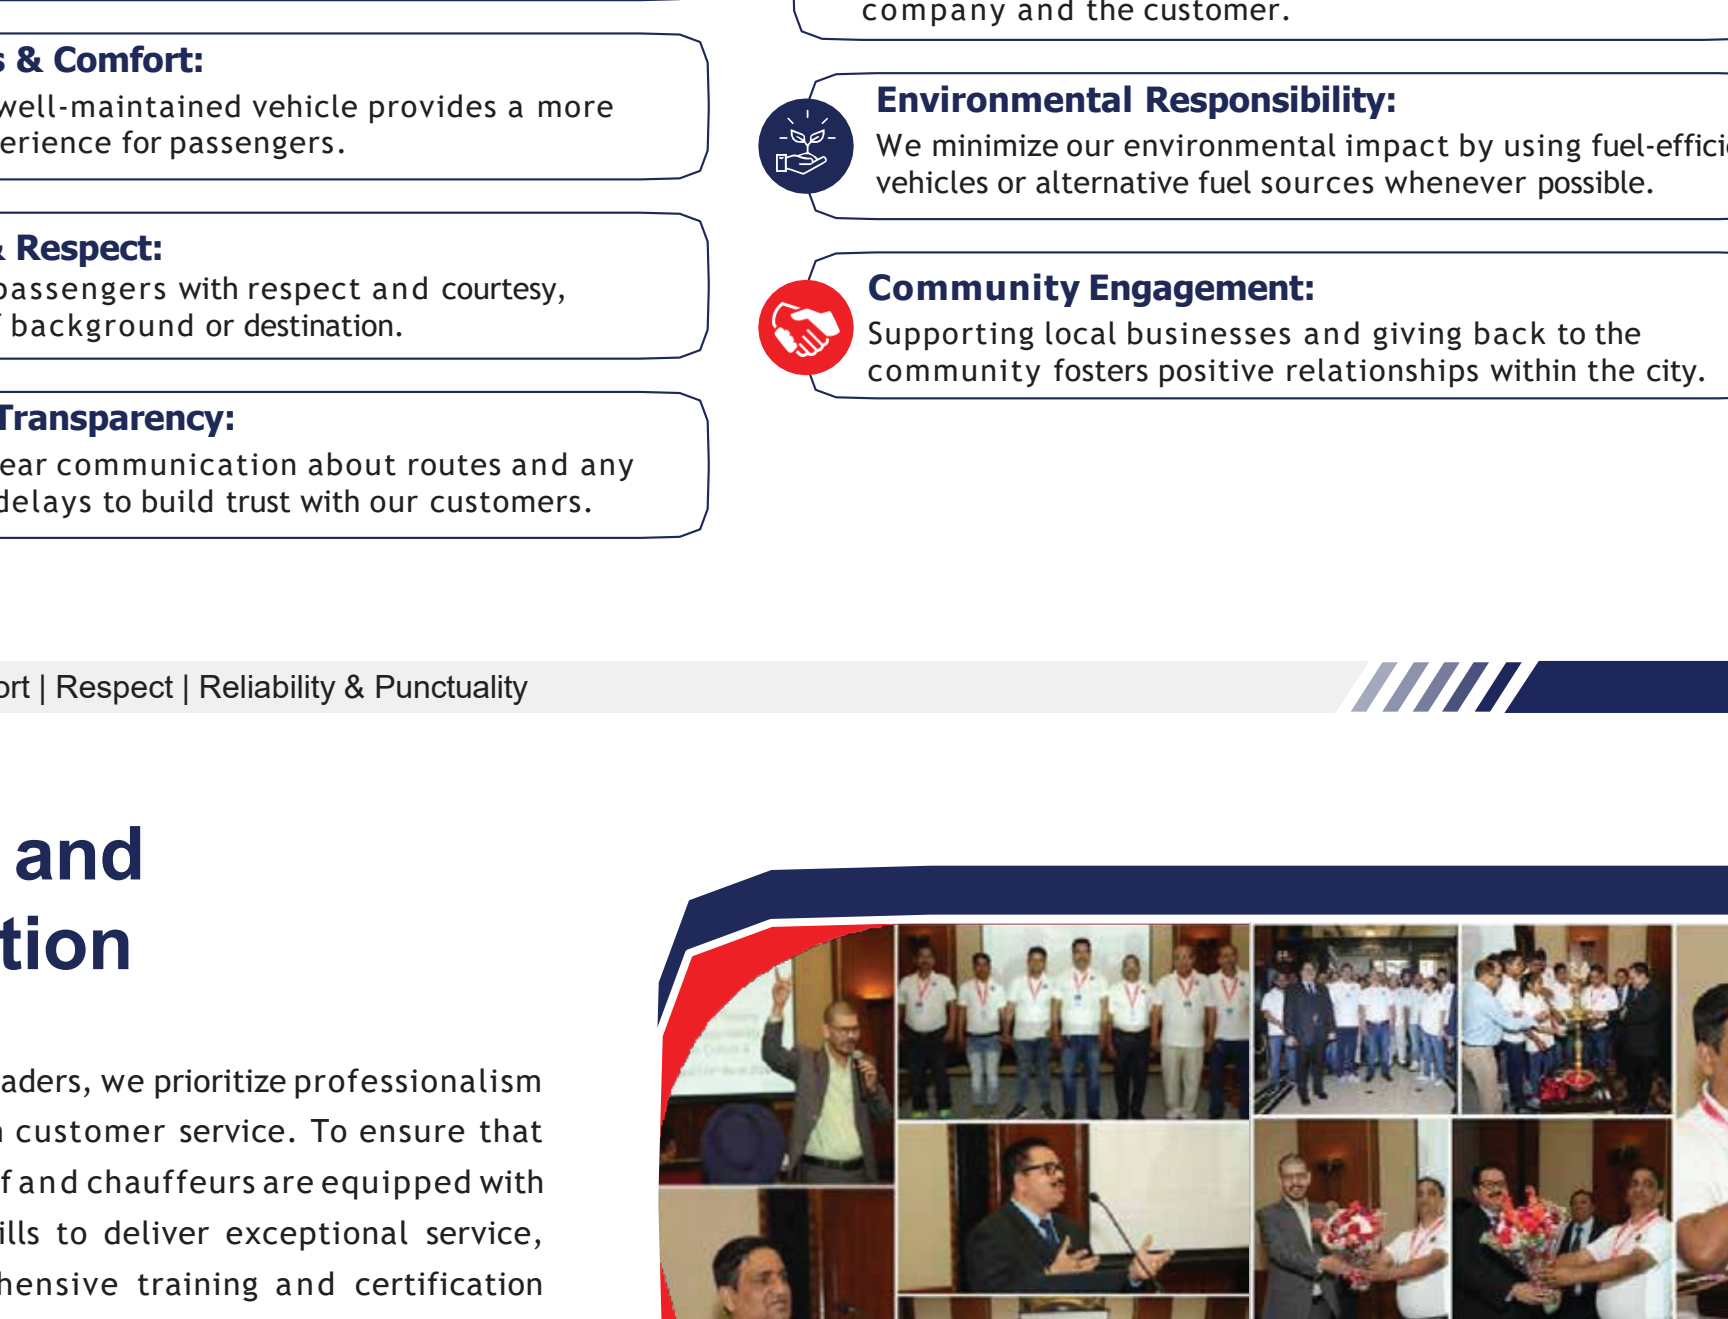 & Comfort:
well-maintained vehicle provides a more
erience for passengers.
Respect:
passengers with respect and courtesy,
background or destination.
Transparency:
ear communication about routes and any
delays to build trust with our customers.
company and the customer.
Environmental Responsibility:
We minimize our environmental impact by using fuel-effici
vehicles or alternative fuel sources whenever possible.
Community Engagement:
Supporting local businesses and giving back to the
community fosters positive relationships within the city.
ort | Respect | Reliability & Punctuality
and
tion
aders, we prioritize professionalism
customer service. To ensure that
f and chauffeurs are equipped with
ills to deliver exceptional service,
hensive training and certification